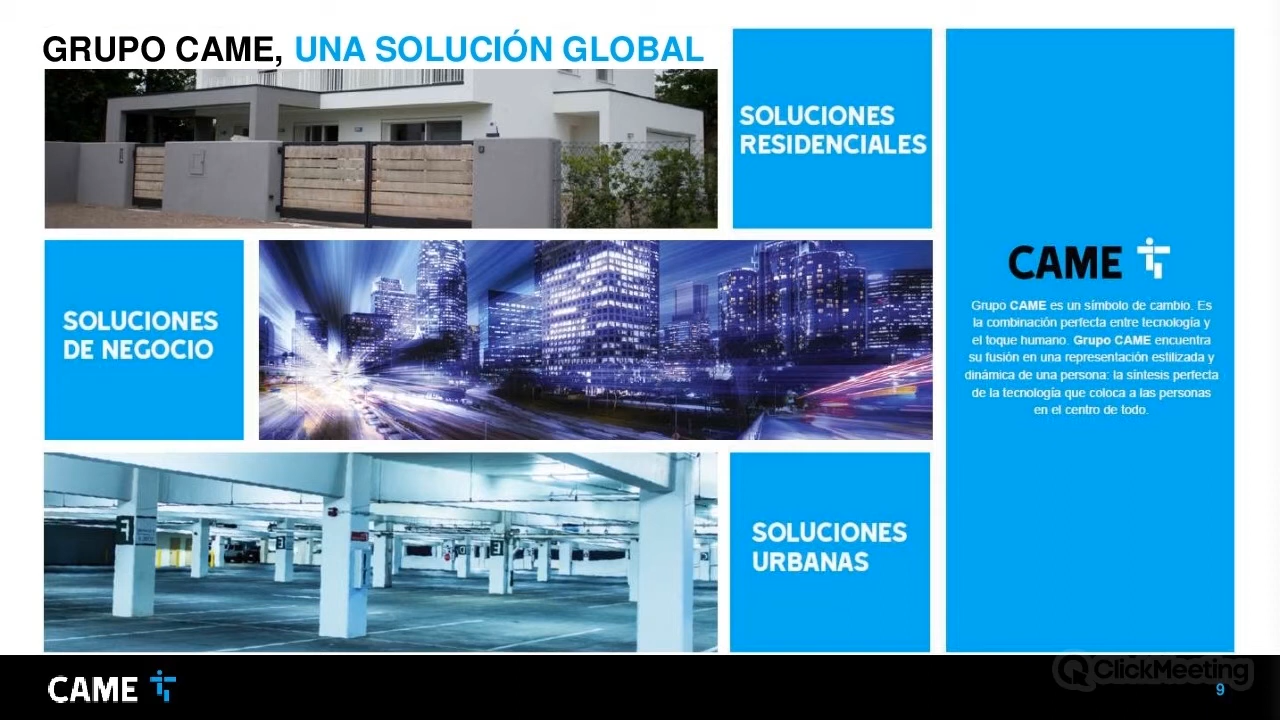 GRUPO CAME, UNA SOLUCIÓN GLOBAL
SOLUCIONES
RESIDENCIALES
SOLUCIONES
DE NEGOCIO
SOLUCIONES
URBANAS
CAME
Grupo CAME es un símbolo de cambio. Es
la combinación perfecta entre tecnología y
el toque humano. Grupo CAME encuentra
su fusión en una representación estilizada y
dinámica de una persona: la síntesis perfecta
de la tecnología que coloca a las personas
en el centro de todo.
CAME
ClickMeeting
9